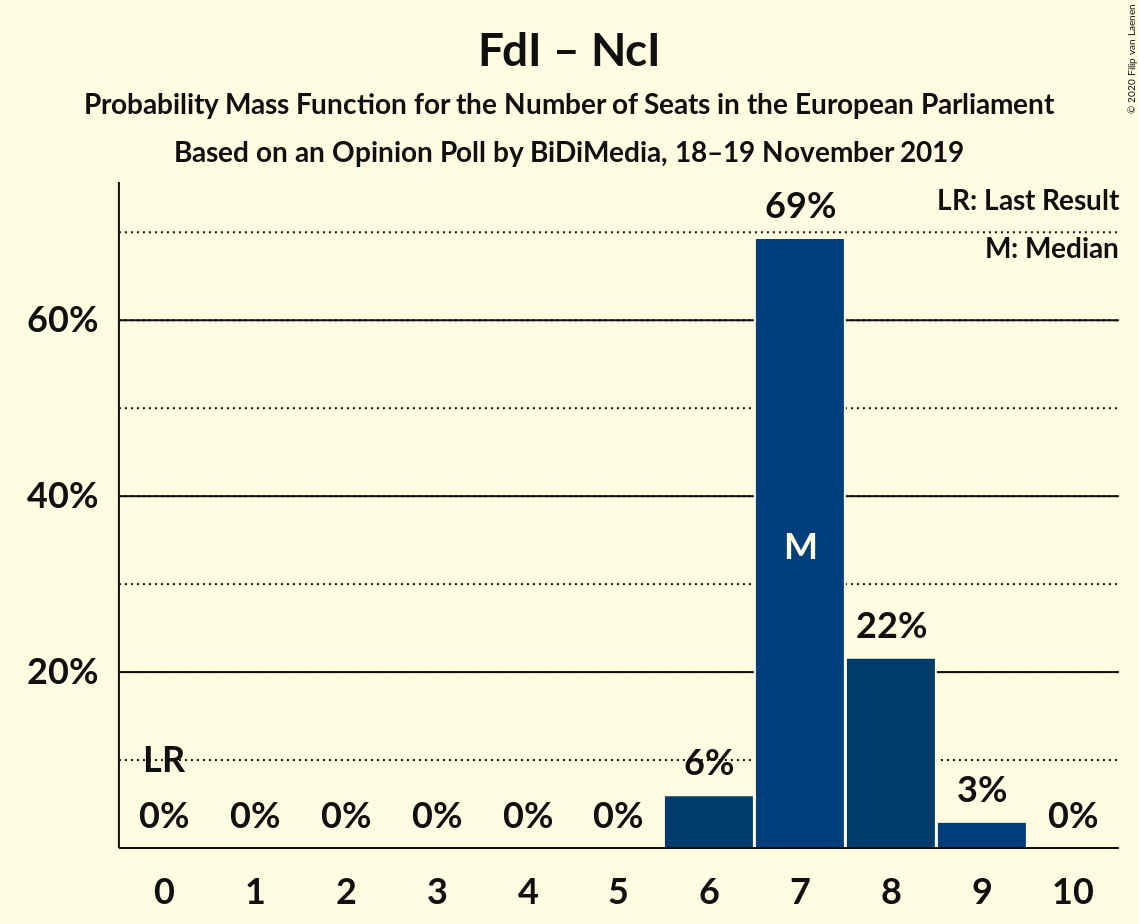 FdI – NcI
Probability Mass Function for the Number of Seats in the European Parliament
Based on an Opinion Poll by BiDiMedia, 18–19 November 2019
© 2020 Filip van Laenen
LR: Last Result
M: Median
69%
60%
40%
M
22%
20%
LR
6%
3%
0% 0% 0% 0% 0% 0% 0%
0 1 2 3 4 5 6 7 8 9 10